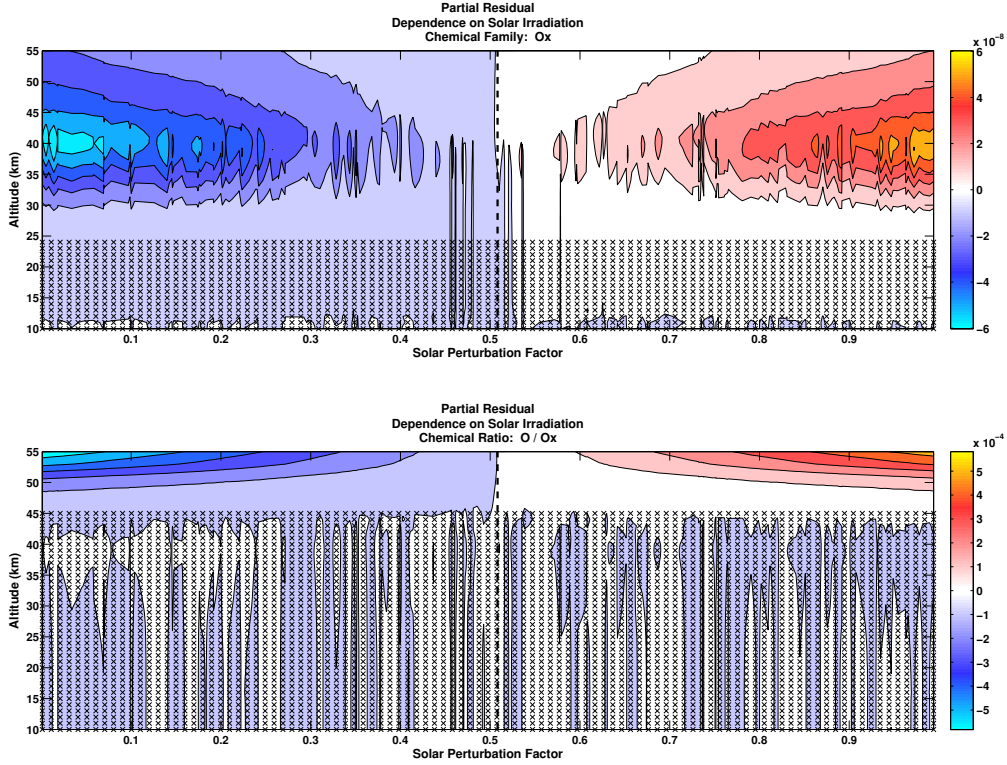 Partial Residual
Dependence on Solar Irradiation
Chemical Family: Ox
x 10⁻⁸
55
50
45
40
35
30
25
20
15
10
Altitude (km)
0.1 0.2 0.3 0.4 0.5 0.6 0.7 0.8 0.9
Solar Perturbation Factor
6
4
2
0
−2
−4
−6
Partial Residual
Dependence on Solar Irradiation
Chemical Ratio: O / Ox
x 10⁻⁴
55
50
45
40
35
30
25
20
15
10
Altitude (km)
0.1 0.2 0.3 0.4 0.5 0.6 0.7 0.8 0.9
Solar Perturbation Factor
5
4
3
2
1
0
−1
−2
−3
−4
−5